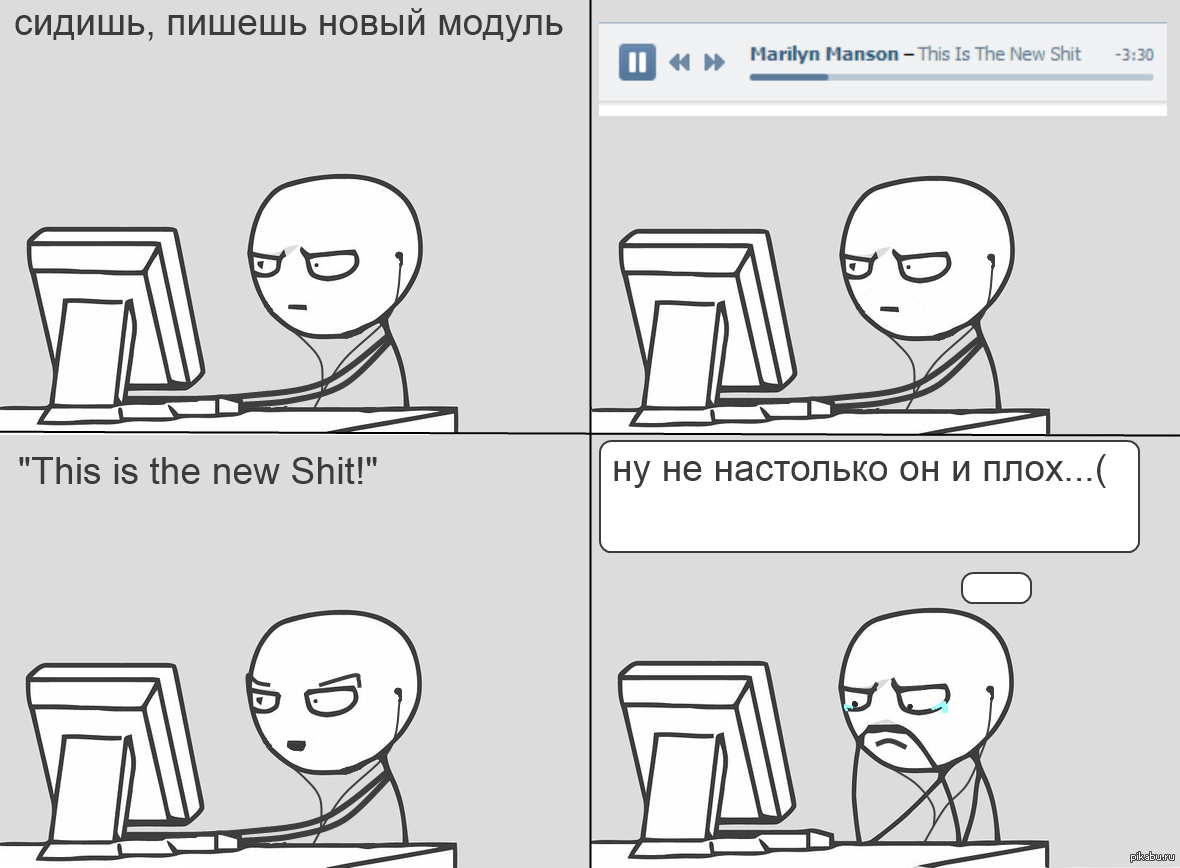 сидишь, пишешь новый модуль
Marilyn Manson – This Is The New Shit -3:30
"This is the new Shit!"
ну не настолько он и плох...(
pikabu.ru